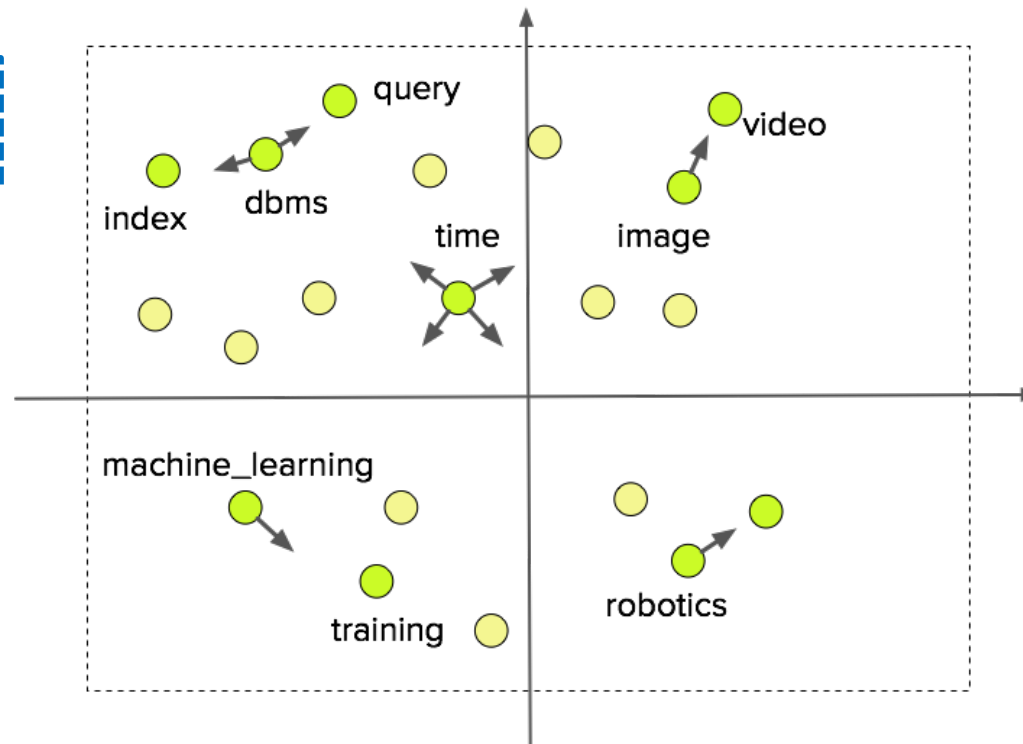 query
video
index
dbms
time
image
machine_learning
training
robotics